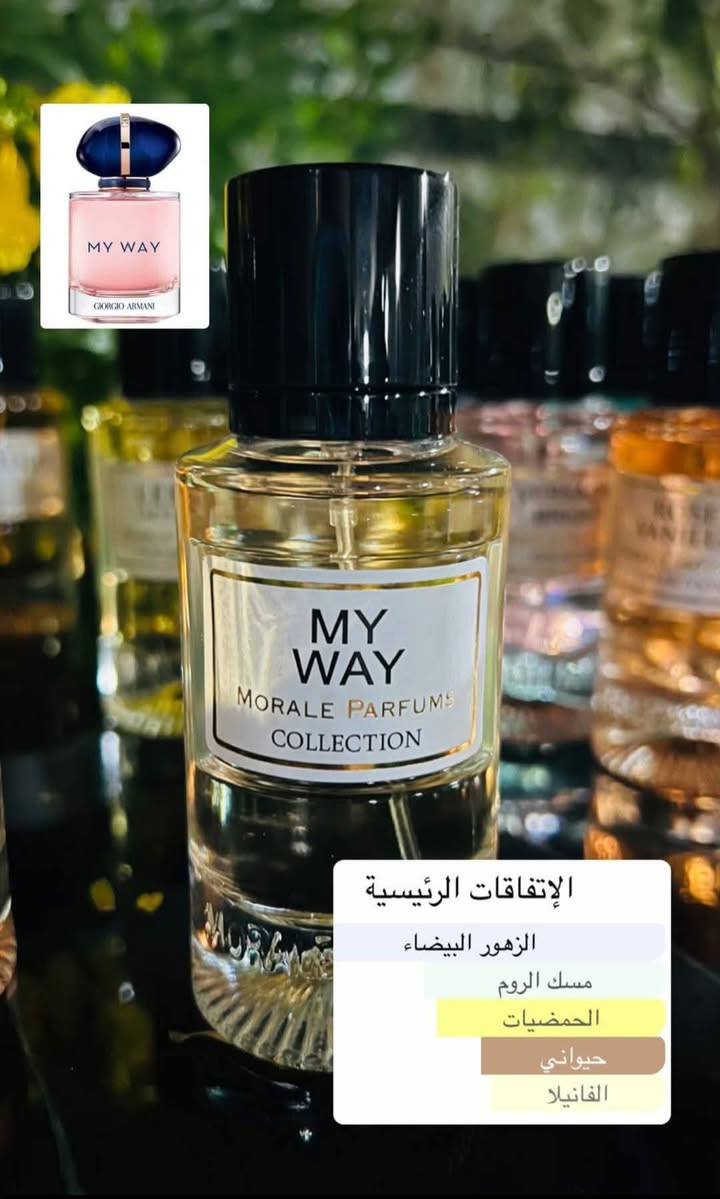 MY WAY
GIORGIO ARMANI
MY
WAY
MORALE PARFUMS
COLLECTION
الإتفاقات الرئيسية
الزهور البيضاء
مسك الروم
الحمضيات
حيواني
الفانيلا